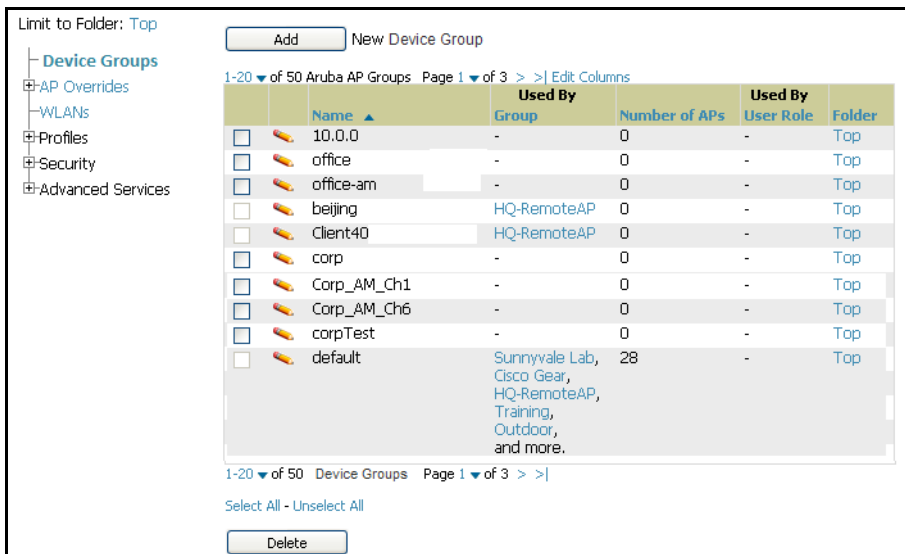 Limit to Folder: Top
Device Groups
AP Overrides
WLANs
Profiles
Security
Advanced Services
Add New Device Group
1-20 of 50 Aruba AP Groups Page 1 of 3 > >| Edit Columns
Used By Used By
Name Group Number of APs User Role Folder
10.0.0 - 0 - Top
office - 0 - Top
office-am - 0 - Top
beijing HQ-RemoteAP 0 - Top
Client40 HQ-RemoteAP 0 - Top
corp - 0 - Top
Corp_AM_Ch1 - 0 - Top
Corp_AM_Ch6 - 0 - Top
corpTest - 0 - Top
default Sunnyvale Lab, 28 - Top
Cisco Gear,
HQ-RemoteAP,
Training,
Outdoor,
and more.
1-20 of 50 Device Groups Page 1 of 3 > >|
Select All - Unselect All
Delete